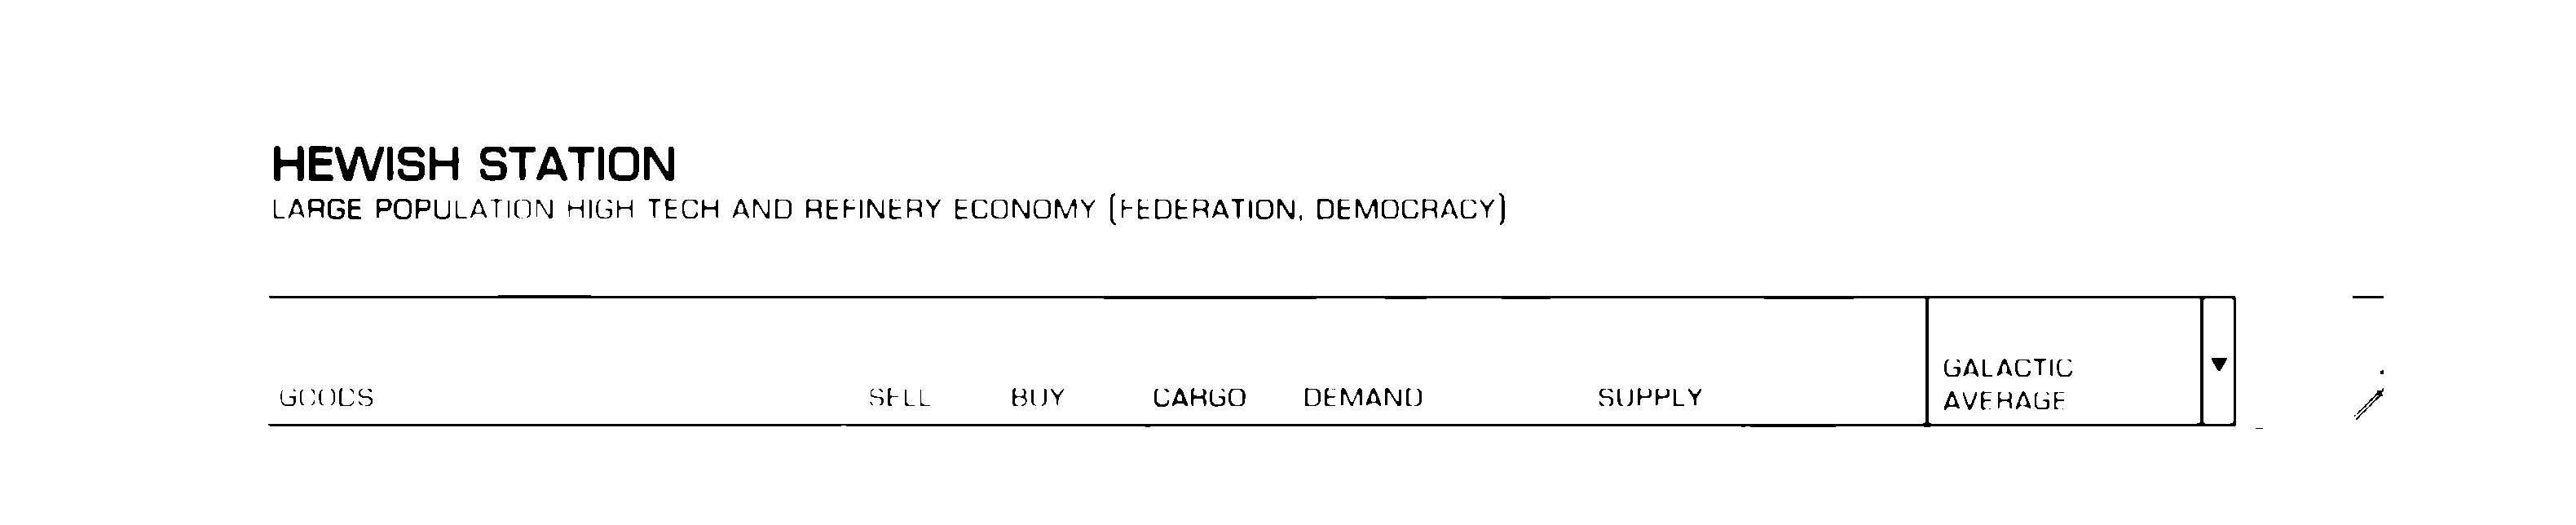 HEWISH STATION
LARGE POPULATION HIGH TECH AND REFINERY ECONOMY (FEDERATION, DEMOCRACY)
GOODS SELL BUY CARGO DEMAND SUPPLY GALACTIC AVERAGE